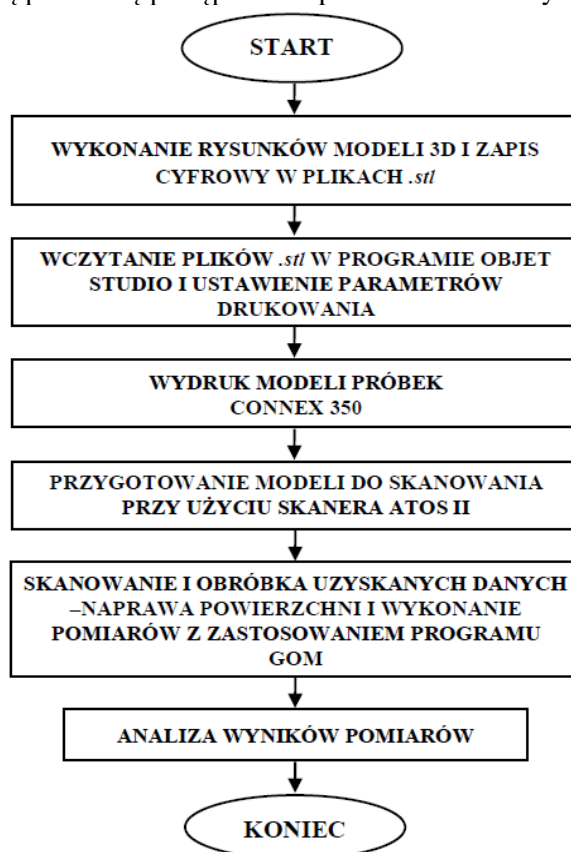 START
WYKONANIE RYSUNKÓW MODELI 3D I ZAPIS
CYFROWY W PLIKACH .stl
WCZYTANIE PLIKÓW .stl W PROGRAMIE OBJET
STUDIO I USTAWIENIE PARAMETRÓW
DRUKOWANIA
WYDRUK MODELI PRÓBEK
CONNEX 350
PRZYGOTOWANIE MODELI DO SKANOWANIA
PRZY UŻYCIU SKANERA ATOS II
SKANOWANIE I OBRÓBKA UZYSKANYCH DANYCH
–NAPRAWA POWIERZCHNI I WYKONANIE
POMIARÓW Z ZASTOSOWANIEM PROGRAMU
GOM
ANALIZA WYNIKÓW POMIARÓW
KONIEC